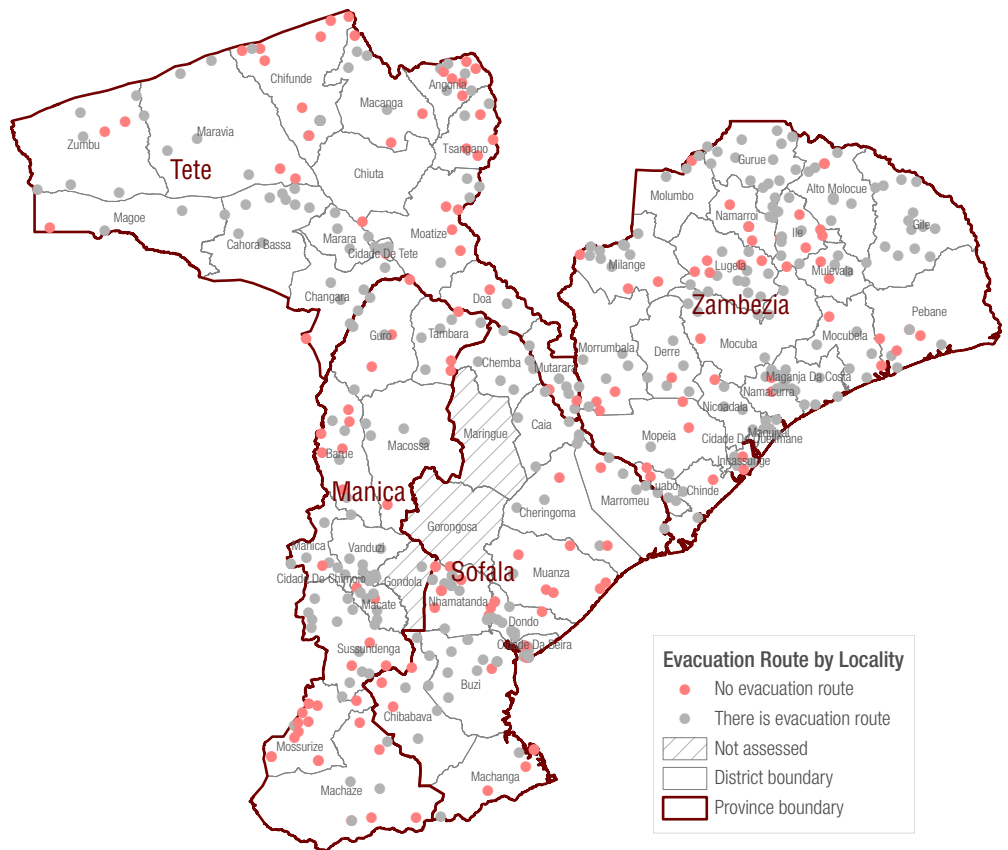 Chifunde
Angonia
Macanga
Zumbu
Maravia
Tsangano
Tete
Chiuta
Gurue
Molumbo
Alto Molocue
Magoe
Namarroi
Gile
Moatize
Ile
Cahora Bassa
Marara
Cidade De Tete
Milange
Lugela
Mulevala
Changara
Doa
Zambezia
Pebane
Guro
Tambara
Mocuba
Mocubela
Chemba
Mutarara
Morrumbala
Derre
Maganja Da Costa
Namacurra
Nicoadala
Maringue
Caia
Macossa
Mopeia
Maquival
Cidade De Quelimane
Barue
Inhassunge
Manica
Luabo
Chinde
Marromeu
Cheringoma
Gorongosa
Manica
Vanduzi
Sofala
Cidade De Chimoio
Gondola
Muanza
Macate
Nhamatanda
Dondo
Sussundenga
Cidade Da Beira
Buzi
Chibabava
Mossurize
Machanga
Machaze
Evacuation Route by Locality
No evacuation route
There is evacuation route
Not assessed
District boundary
Province boundary